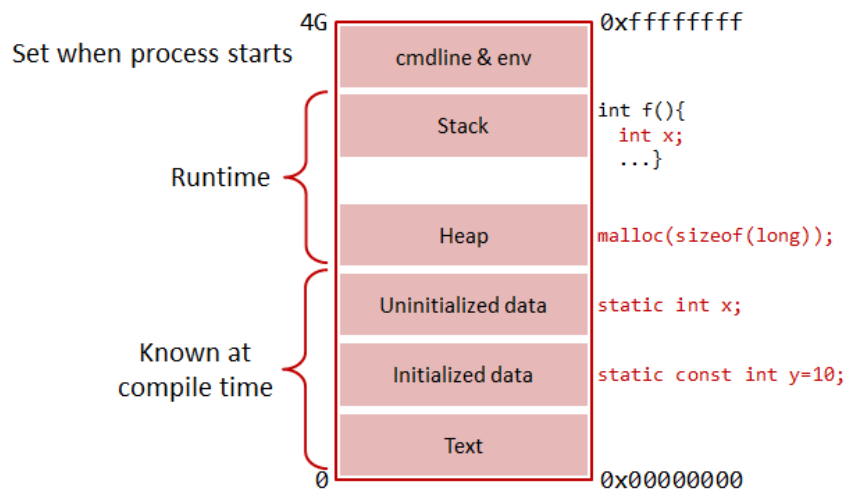 4G
0xffffffff
Set when process starts
cmdline & env
Stack
int f(){
int x;
...}
Runtime
Heap
malloc(sizeof(long));
Uninitialized data
static int x;
Known at
compile time
Initialized data
static const int y=10;
Text
0
0x00000000